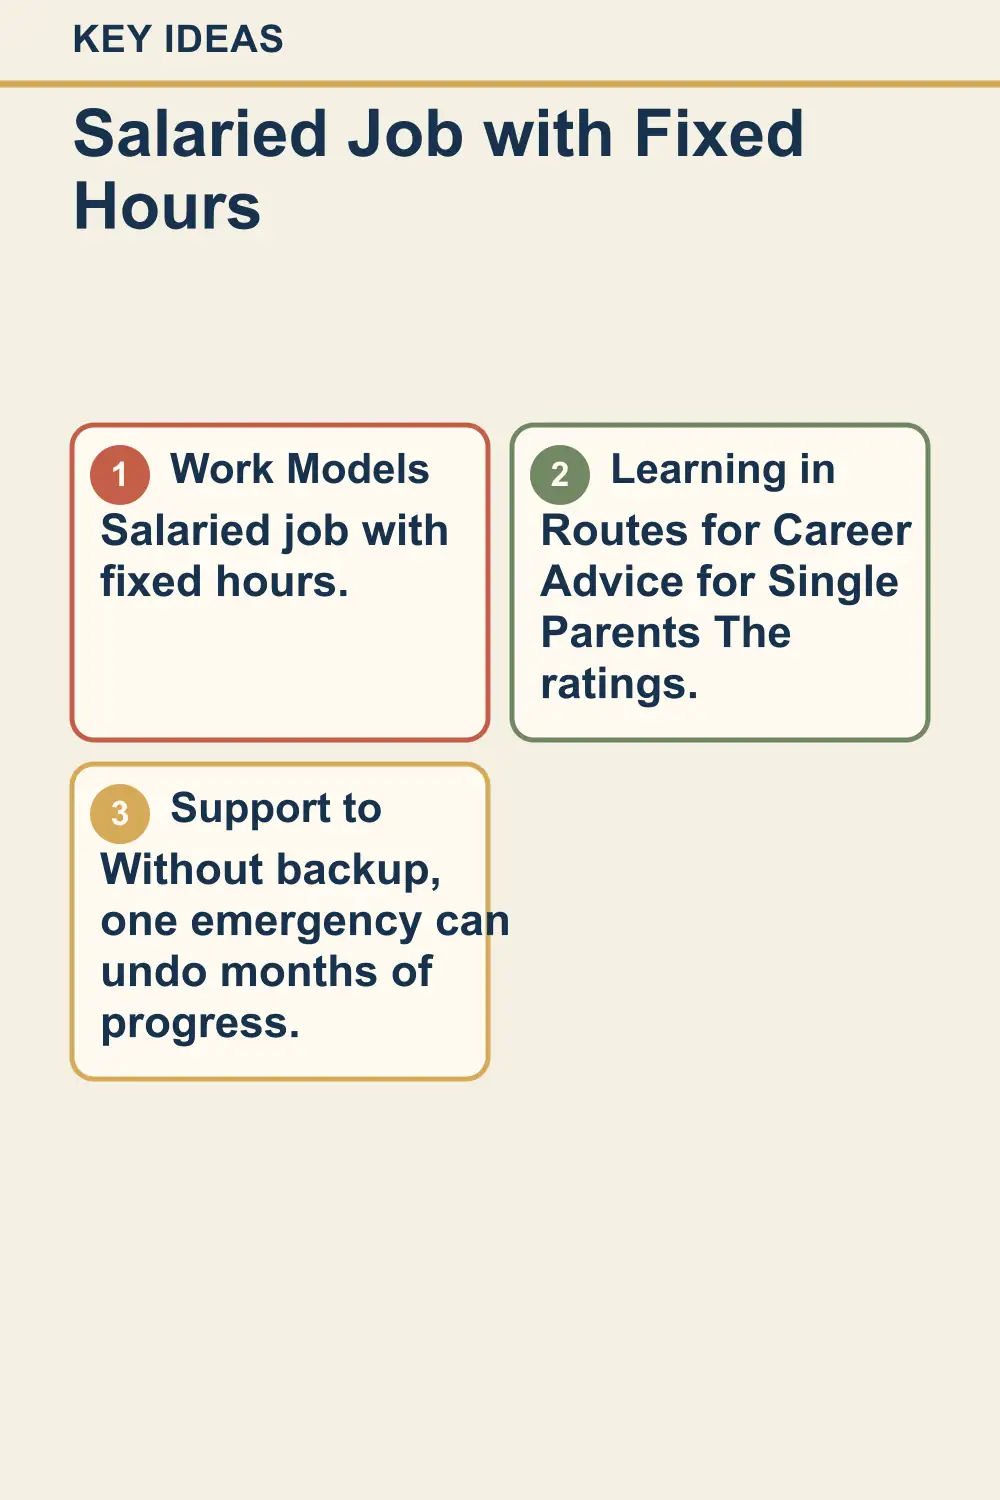 KEY IDEAS
Salaried Job with Fixed
Hours
1 Work Models
Salaried job with
fixed hours.
2 Learning in
Routes for Career
Advice for Single
Parents The
ratings.
3 Support to
Without backup,
one emergency can
undo months of
progress.